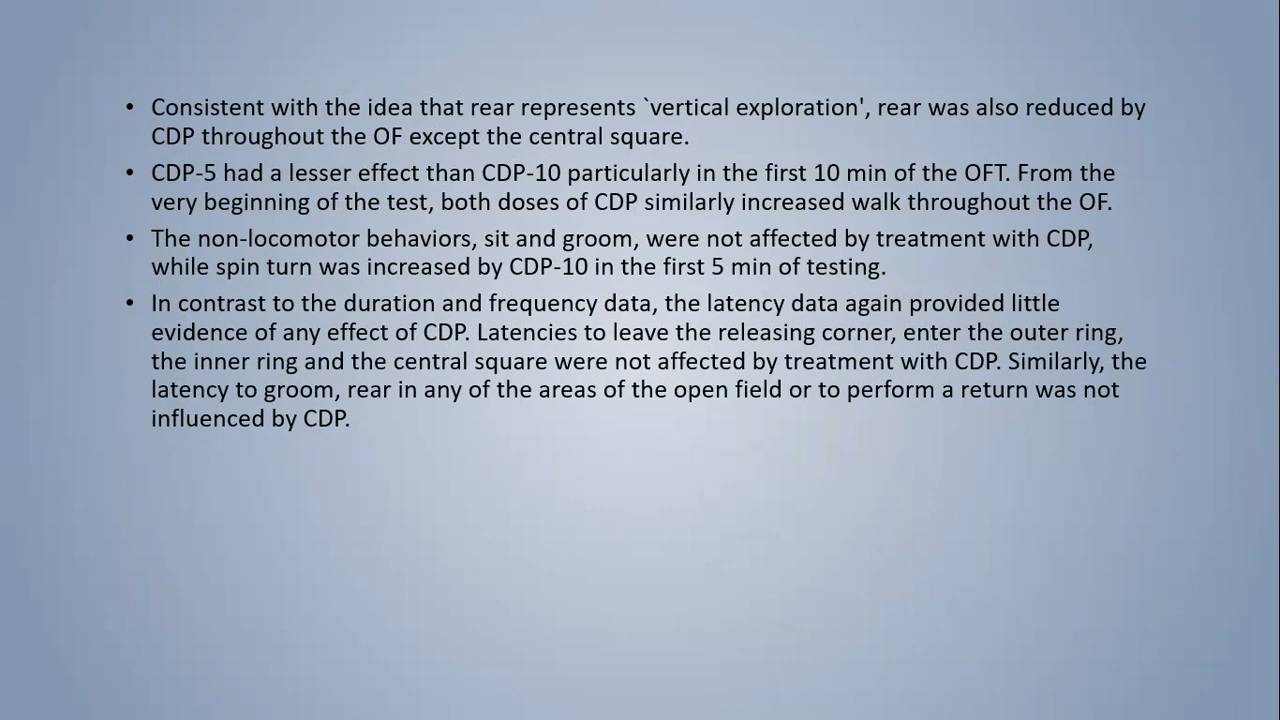 • Consistent with the idea that rear represents `vertical exploration', rear was also reduced by
CDP throughout the OF except the central square.
• CDP-5 had a lesser effect than CDP-10 particularly in the first 10 min of the OFT. From the
very beginning of the test, both doses of CDP similarly increased walk throughout the OF.
• The non-locomotor behaviors, sit and groom, were not affected by treatment with CDP,
while spin turn was increased by CDP-10 in the first 5 min of testing.
• In contrast to the duration and frequency data, the latency data again provided little
evidence of any effect of CDP. Latencies to leave the releasing corner, enter the outer ring,
the inner ring and the central square were not affected by treatment with CDP. Similarly, the
latency to groom, rear in any of the areas of the open field or to perform a return was not
influenced by CDP.